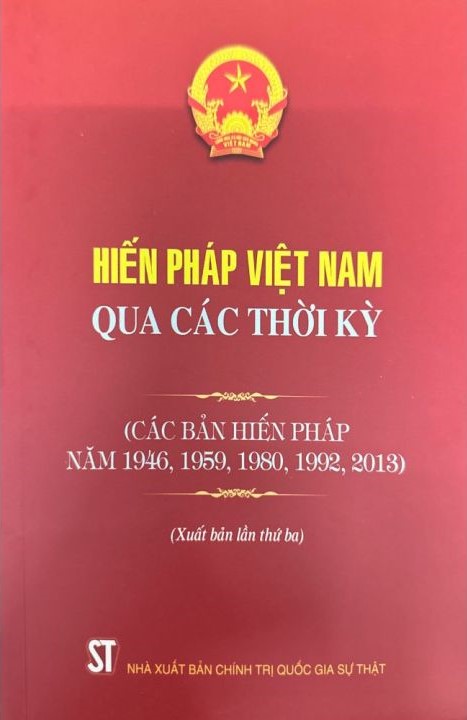 VIỆT NAM
HIẾN PHÁP VIỆT NAM
QUA CÁC THỜI KỲ
(CÁC BẢN HIẾN PHÁP
NĂM 1946, 1959, 1980, 1992, 2013)
(Xuất bản lần thứ ba)
ST
NHÀ XUẤT BẢN CHÍNH TRỊ QUỐC GIA SỰ THẬT